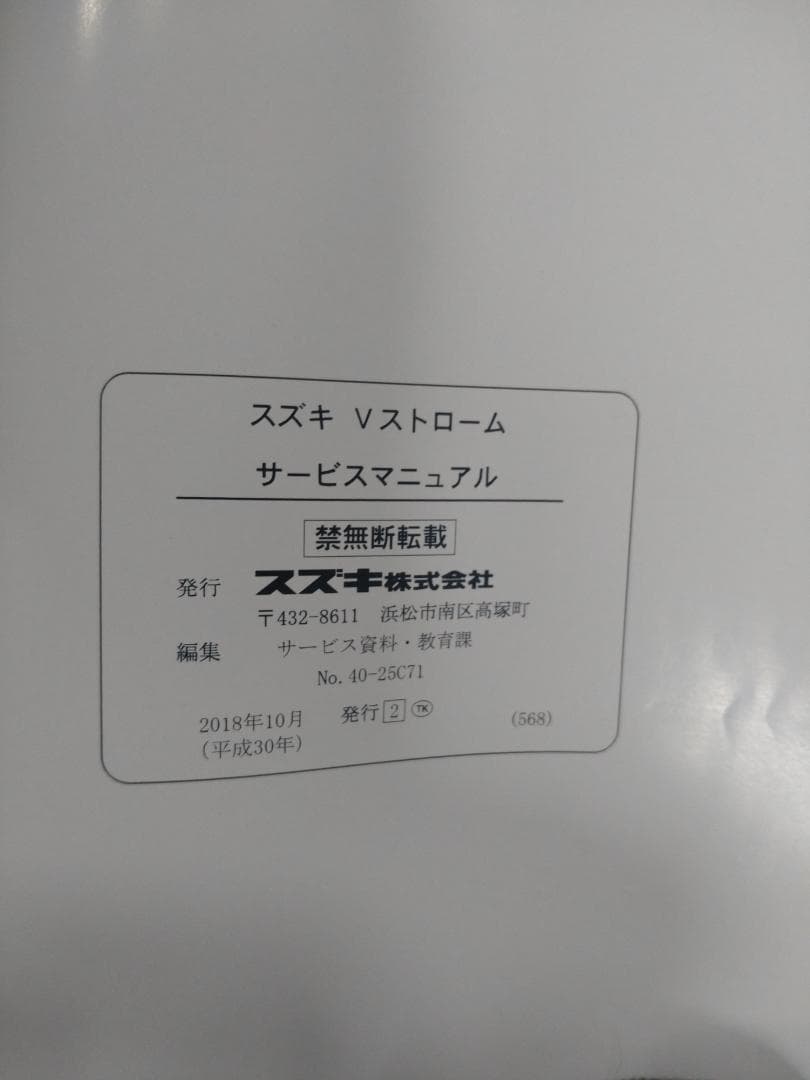 スズキ Vストローム
サービスマニュアル
禁無断転載
発行 スズキ株式会社
〒432-8611 浜松市南区高塚町
編集 サービス資料・教育課
No.40-25C71
2018年10月 発行 2 TK (568)
(平成30年)